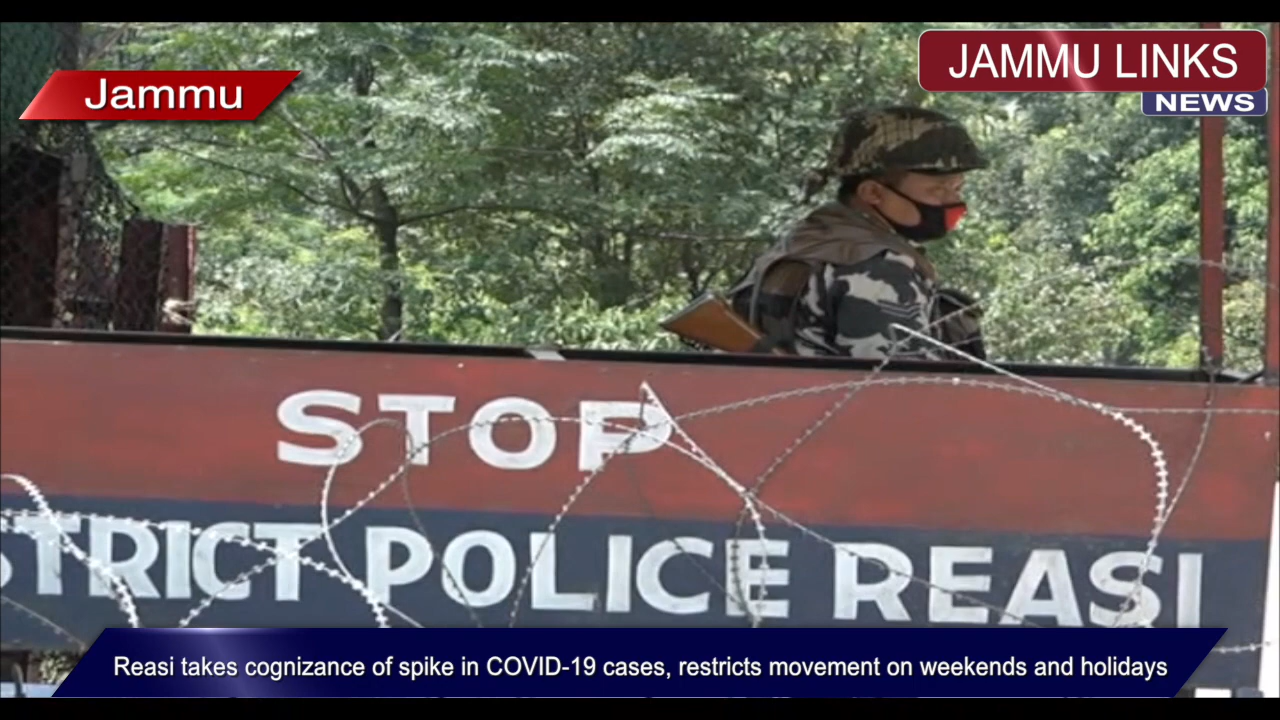 JAMMU LINKS
NEWS
Jammu
STOP
STRICT POLICE REASI
Reasi takes cognizance of spike in COVID-19 cases, restricts movement on weekends and holidays